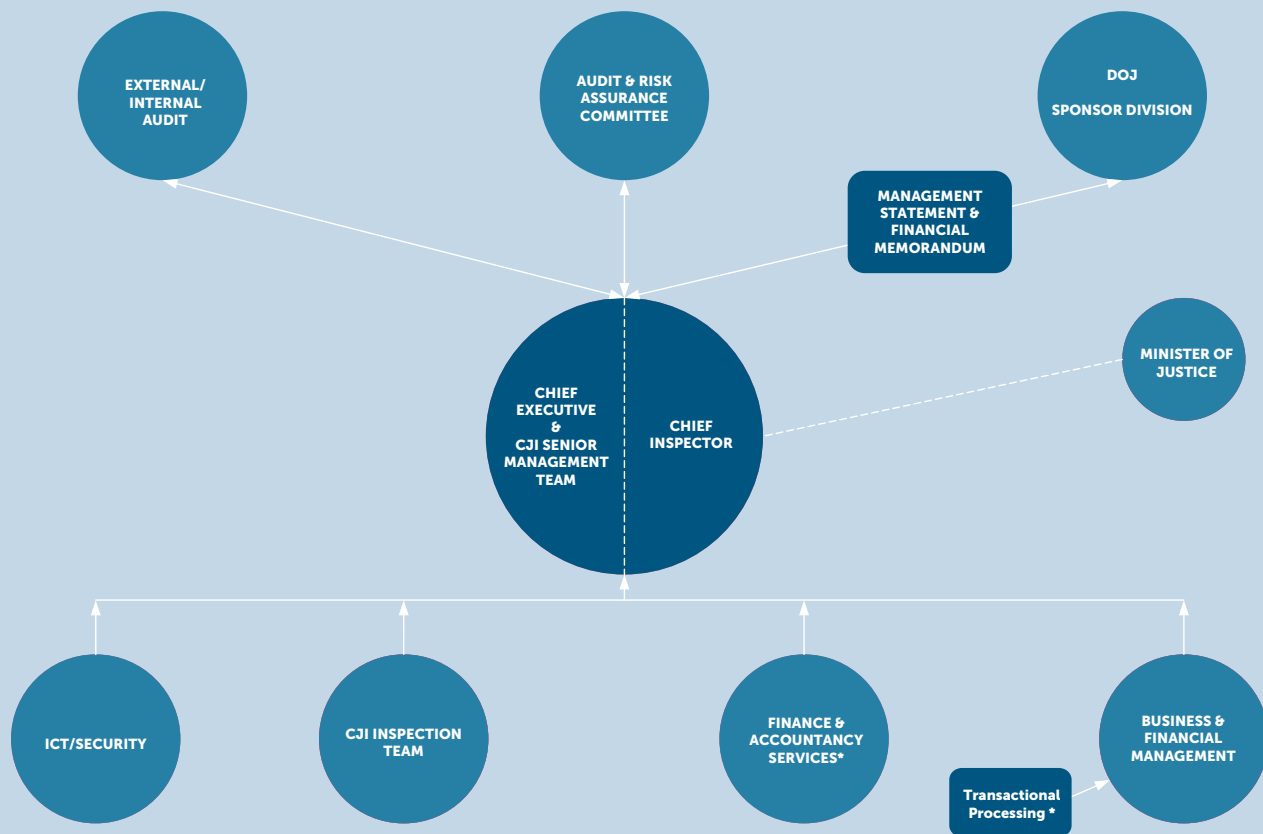 EXTERNAL/
INTERNAL
AUDIT
AUDIT & RISK
ASSURANCE
COMMITTEE
DOJ
SPONSOR DIVISION
MANAGEMENT
STATEMENT &
FINANCIAL
MEMORANDUM
MINISTER OF
JUSTICE
CHIEF
EXECUTIVE
&
CJI SENIOR
MANAGEMENT
TEAM
CHIEF
INSPECTOR
ICT/SECURITY
CJI INSPECTION
TEAM
FINANCE &
ACCOUNTANCY
SERVICES*
BUSINESS &
FINANCIAL
MANAGEMENT
Transactional
Processing *